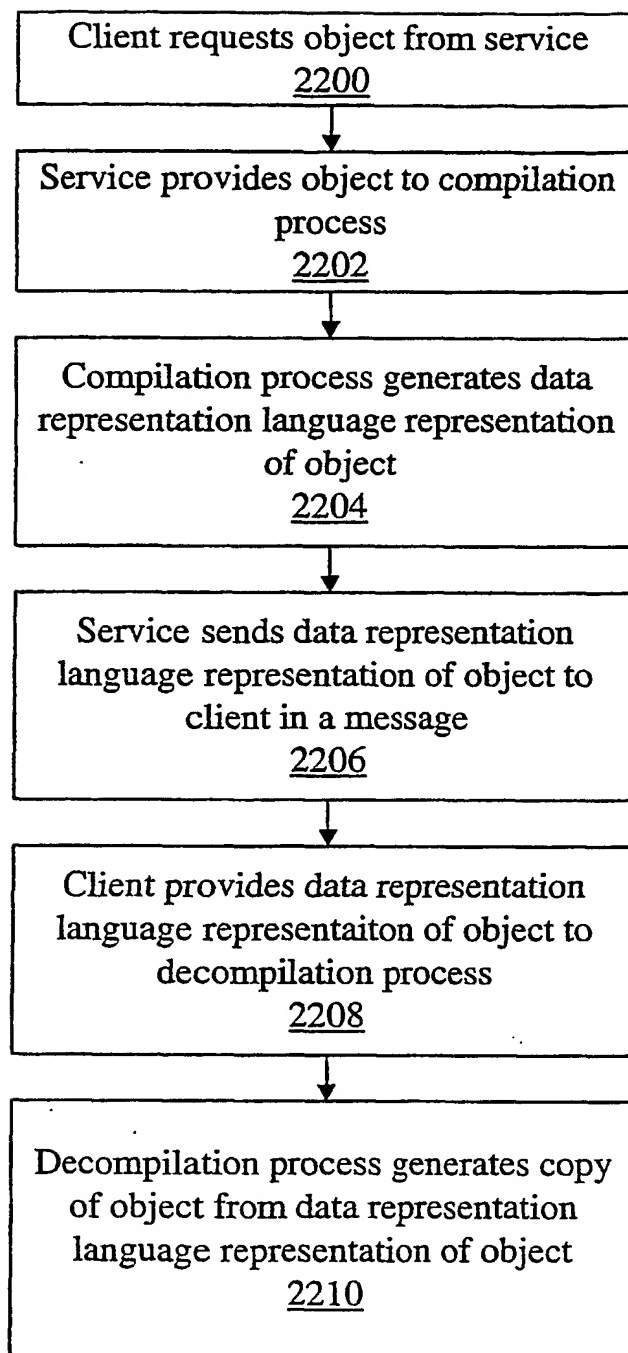 Client requests object from service
2200
Service provides object to compilation
process
2202
Compilation process generates data
representation language representation
of object
2204
Service sends data representation
language representation of object to
client in a message
2206
Client provides data representation
language representaiton of object to
decompilation process
2208
Decompilation process generates copy
of object from data representation
language representation of object
2210